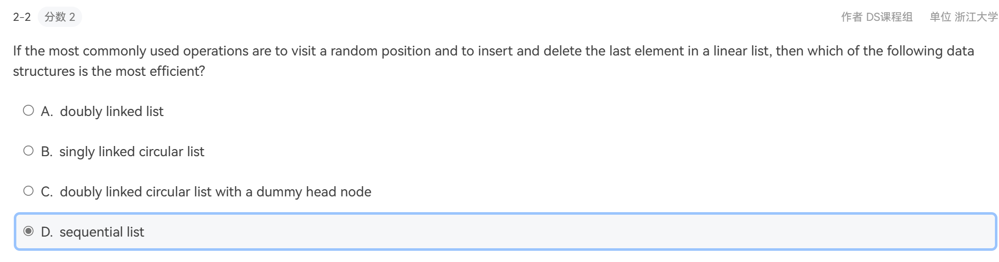 2-2 分数 2 作者 DS课程组 单位 浙江大学
If the most commonly used operations are to visit a random position and to insert and delete the last element in a linear list, then which of the following data
structures is the most efficient?
A. doubly linked list
B. singly linked circular list
C. doubly linked circular list with a dummy head node
D. sequential list